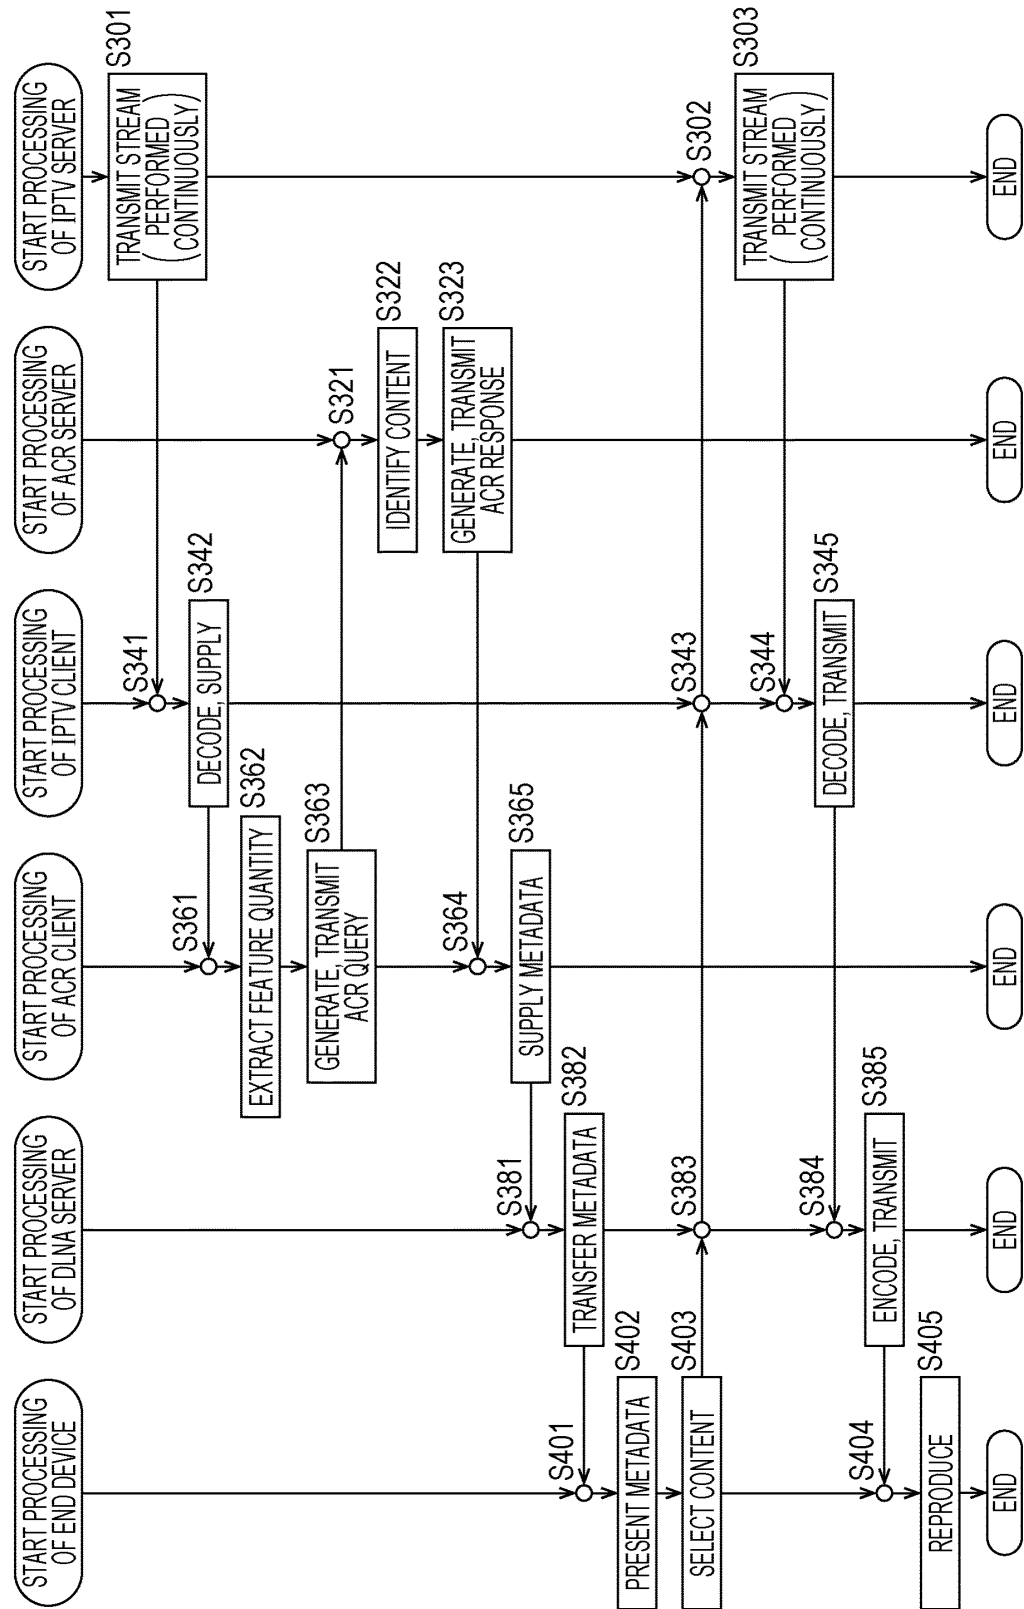 START PROCESSING
OF END DEVICE
START PROCESSING
OF DLNA SERVER
START PROCESSING
OF ACR CLIENT
START PROCESSING
OF IPTV CLIENT
START PROCESSING
OF ACR SERVER
START PROCESSING
OF IPTV SERVER
S301
TRANSMIT STREAM
(PERFORMED
CONTINUOUSLY)
S341
S342
DECODE, SUPPLY
S361
S362
EXTRACT FEATURE QUANTITY
S363
GENERATE, TRANSMIT
ACR QUERY
S321
S322
IDENTIFY CONTENT
S323
GENERATE, TRANSMIT
ACR RESPONSE
S364
S365
SUPPLY METADATA
S381
S382
TRANSFER METADATA
S401
S402
PRESENT METADATA
S403
SELECT CONTENT
S383
S343
S302
S303
TRANSMIT STREAM
(PERFORMED
CONTINUOUSLY)
S344
S345
DECODE, TRANSMIT
S384
S385
ENCODE, TRANSMIT
S404
S405
REPRODUCE
END
END
END
END
END
END